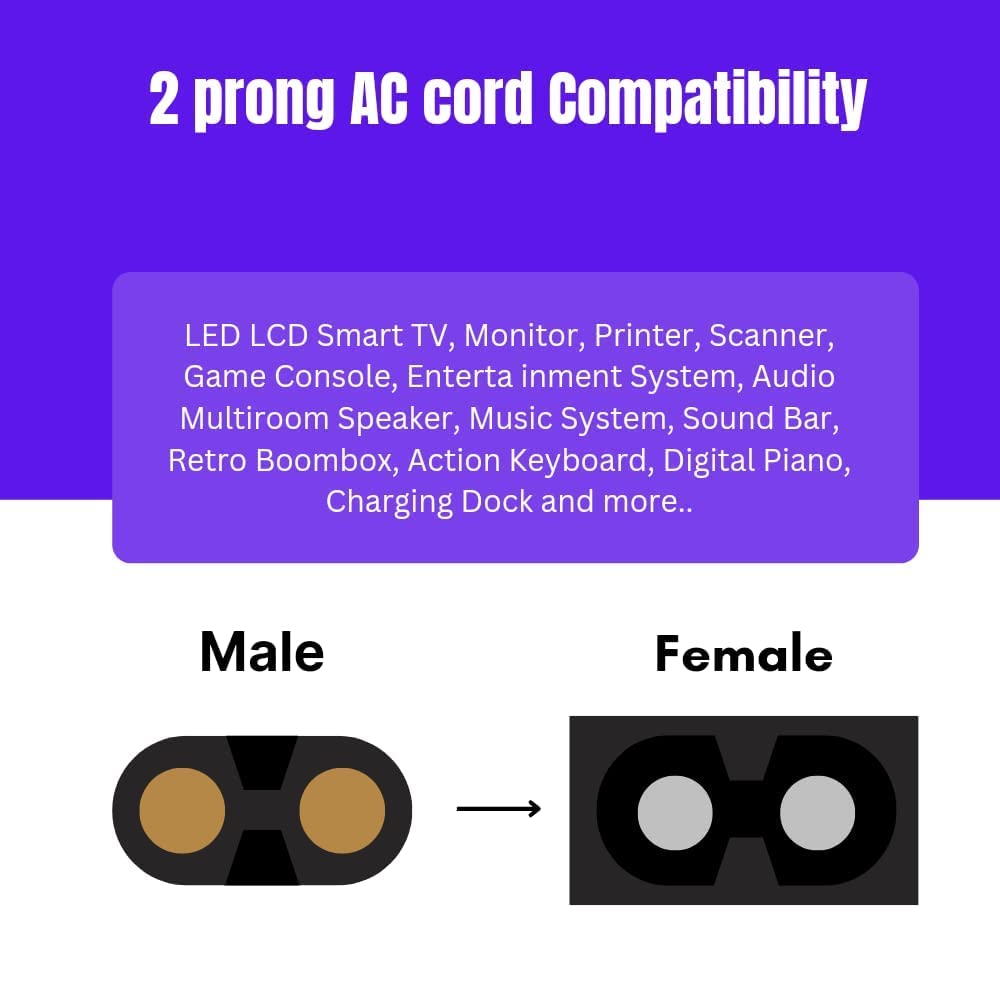 2 prong AC cord Compatibility
LED LCD Smart TV, Monitor, Printer, Scanner,
Game Console, Enterta inment System, Audio
Multiroom Speaker, Music System, Sound Bar,
Retro Boombox, Action Keyboard, Digital Piano,
Charging Dock and more..
Male
Female